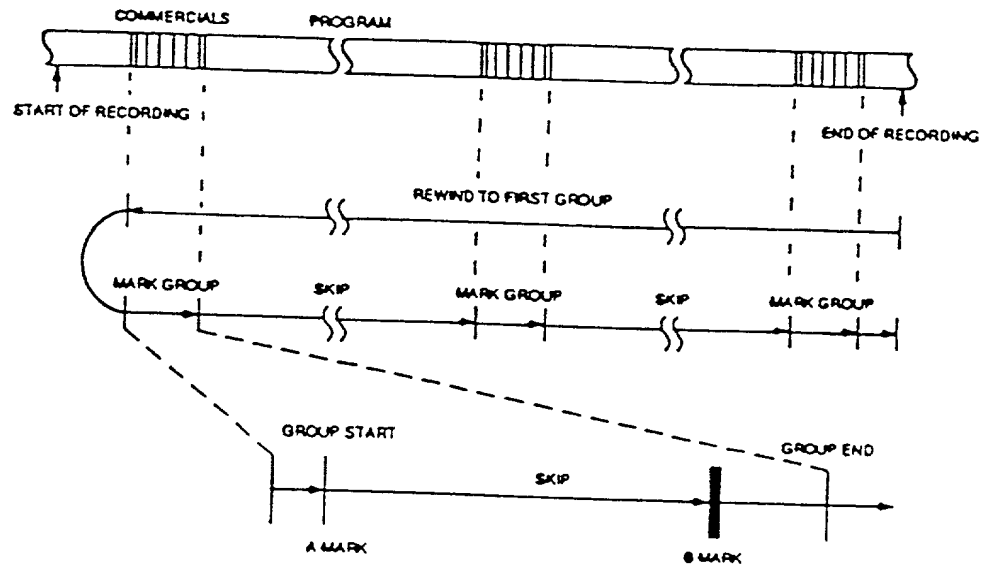 COMMERCIALS PROGRAM
START OF RECORDING
END OF RECORDING
REWIND TO FIRST GROUP
MARK GROUP SKIP MARK GROUP SKIP MARK GROUP
GROUP START
GROUP END
SKIP
A MARK
B MARK